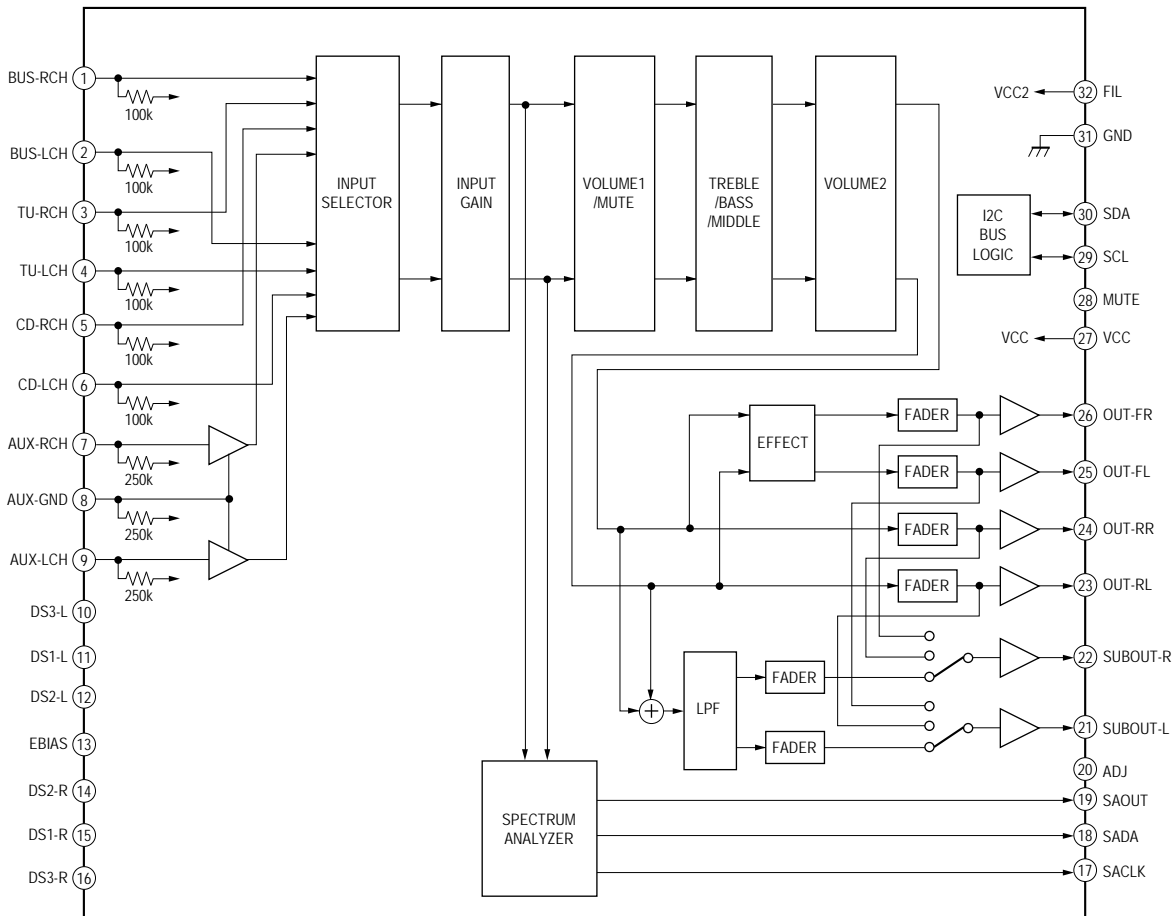 BUS-RCH 1
100k
BUS-LCH 2
100k
TU-RCH 3
100k
TU-LCH 4
100k
CD-RCH 5
100k
CD-LCH 6
100k
AUX-RCH 7
250k
AUX-GND 8
250k
AUX-LCH 9
250k
DS3-L 10
DS1-L 11
DS2-L 12
EBIAS 13
DS2-R 14
DS1-R 15
DS3-R 16
INPUT
SELECTOR
INPUT
GAIN
VOLUME1
/MUTE
TREBLE
/BASS
/MIDDLE
VOLUME2
EFFECT
FADER
FADER
FADER
FADER
LPF
FADER
FADER
SPECTRUM
ANALYZER
VCC2 32 FIL
31 GND
I2C
BUS
LOGIC
30 SDA
29 SCL
28 MUTE
VCC 27 VCC
26 OUT-FR
25 OUT-FL
24 OUT-RR
23 OUT-RL
22 SUBOUT-R
21 SUBOUT-L
20 ADJ
19 SAOUT
18 SADA
17 SACLK